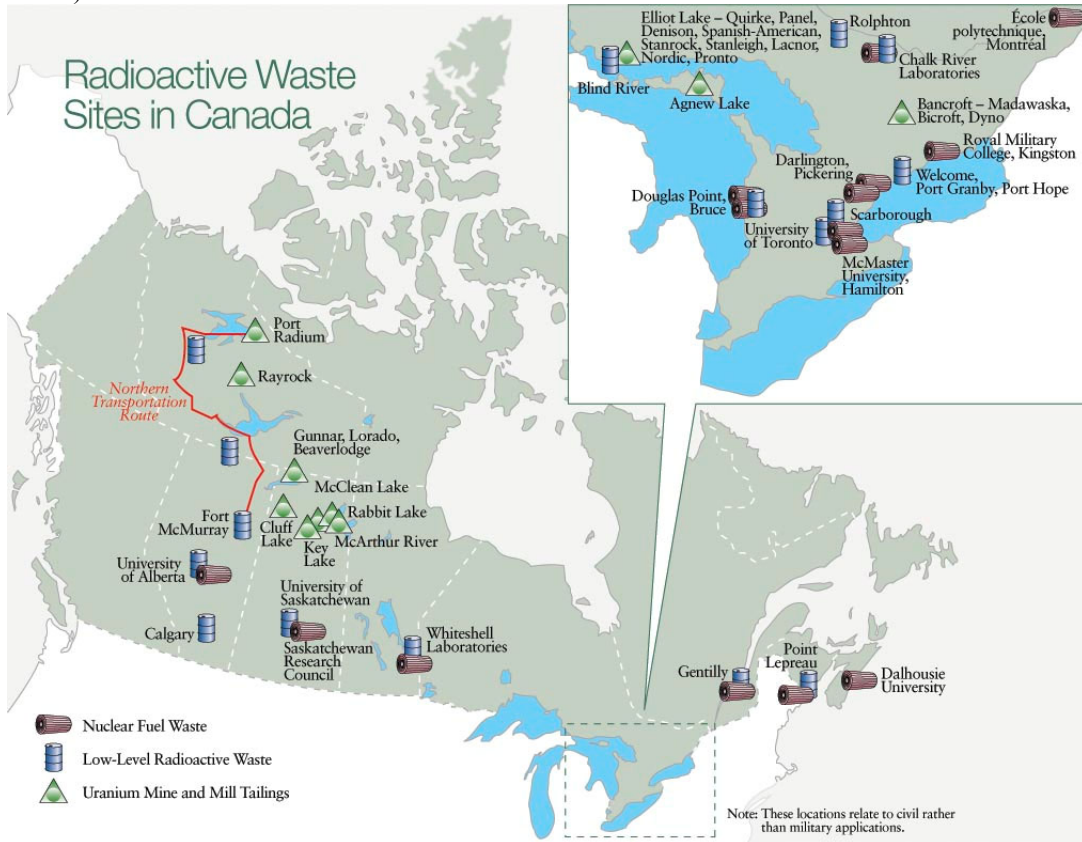 Radioactive Waste
Sites in Canada
Elliot Lake – Quirke, Panel,
Denison, Spanish-American,
Stanrock, Stanleigh, Lacnor,
Nordic, Pronto
Rolphton
École
polytechnique,
Montréal
Chalk River
Laboratories
Blind River
Agnew Lake
Bancroft – Madawaska,
Bicroft, Dyno
Royal Military
College, Kingston
Darlington,
Pickering
Welcome,
Port Granby, Port Hope
Douglas Point,
Bruce
Scarborough
University
of Toronto
McMaster
University,
Hamilton
Port
Radium
Rayrock
Northern
Transportation
Route
Gunnar, Lorado,
Beaverlodge
McClean Lake
Rabbit Lake
McArthur River
Fort
McMurray
Cluff
Lake
Key
Lake
University
of Alberta
University of
Saskatchewan
Calgary
Saskatchewan
Research
Council
Whiteshell
Laboratories
Gentilly
Point
Lepreau
Dalhousie
University
Nuclear Fuel Waste
Low-Level Radioactive Waste
Uranium Mine and Mill Tailings
Note: These locations relate to civil rather
than military applications.